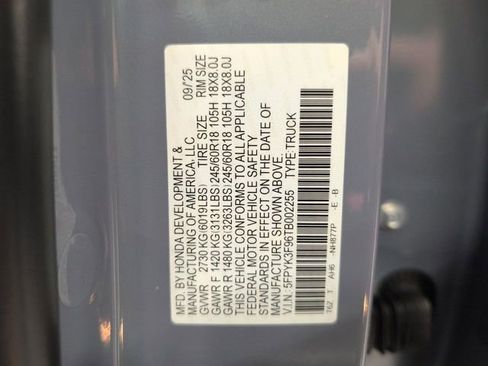 MFD. BY HONDA DEVELOPMENT & 09/'25
MANUFACTURING OF AMERICA, LLC
GVWR 2730 KG(6019LBS) TIRE SIZE RIM SIZE
GAWR F 1420 KG(3131LBS)245/60R18 105H 18X8.0J
GAWR R 1480 KG(3263LBS)245/60R18 105H 18X8.0J
THIS VEHICLE CONFORMS TO ALL APPLICABLE
FEDERAL MOTOR VEHICLE SAFETY
STANDARDS IN EFFECT ON THE DATE OF
MANUFACTURE SHOWN ABOVE.
V.I.N.: 5FPYK3F96TB002255 TYPE:TRUCK
T6Z T AH6 -NH877P -E -B